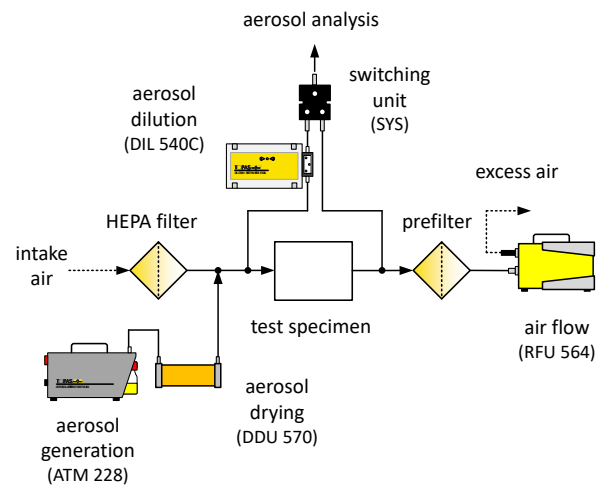 aerosol analysis
switching
unit
(SYS)
aerosol
dilution
(DIL 540C)
excess air
HEPA filter
prefilter
intake
air
test specimen
air flow
(RFU 564)
aerosol
drying
(DDU 570)
aerosol
generation
(ATM 228)